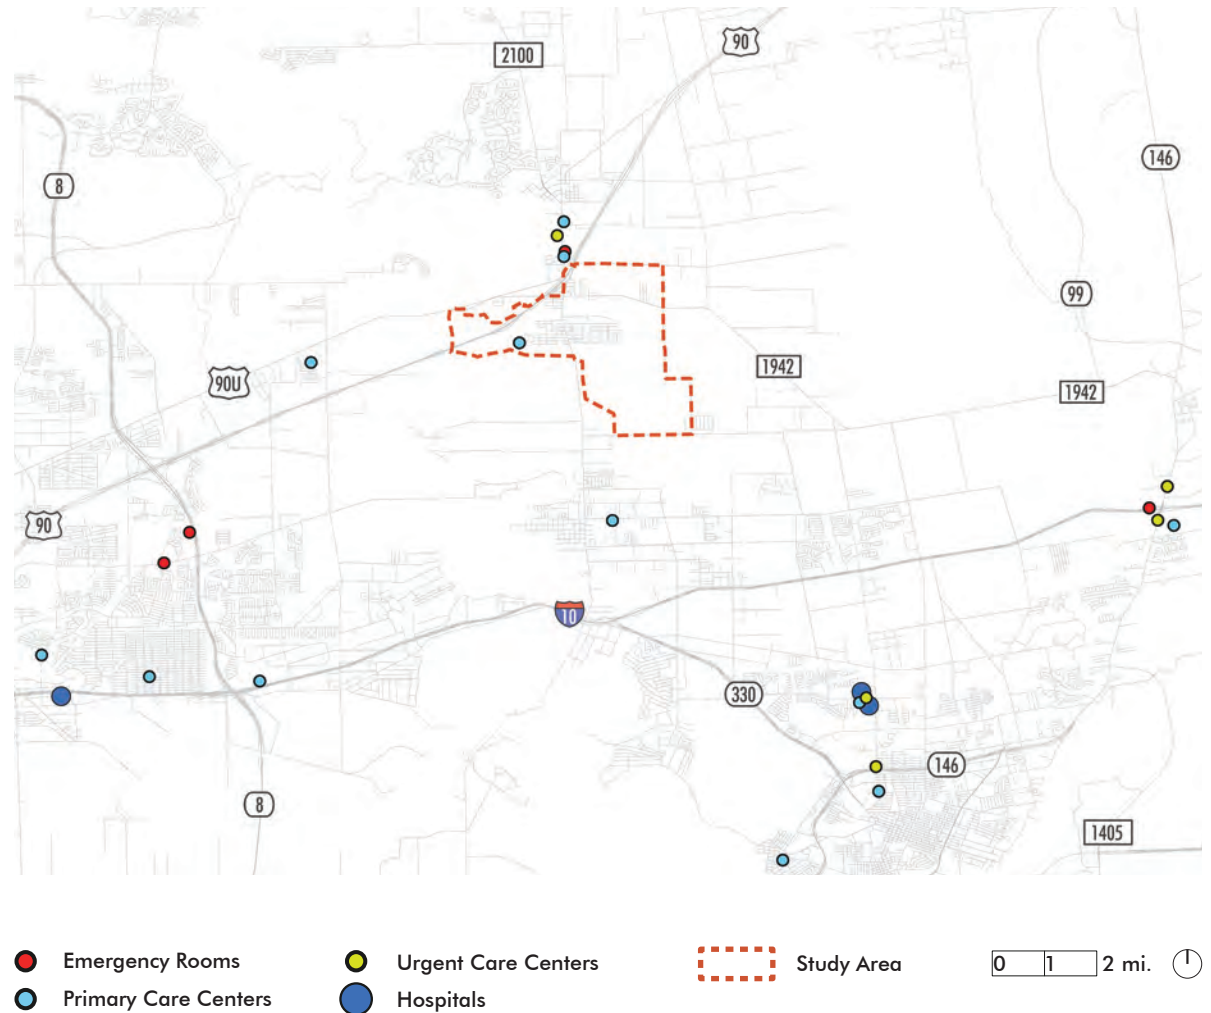 90
2100
146
8
99
1942
90U
1942
90
10
330
146
8
1405
Emergency Rooms
Urgent Care Centers
Study Area
0 1 2 mi.
Primary Care Centers
Hospitals